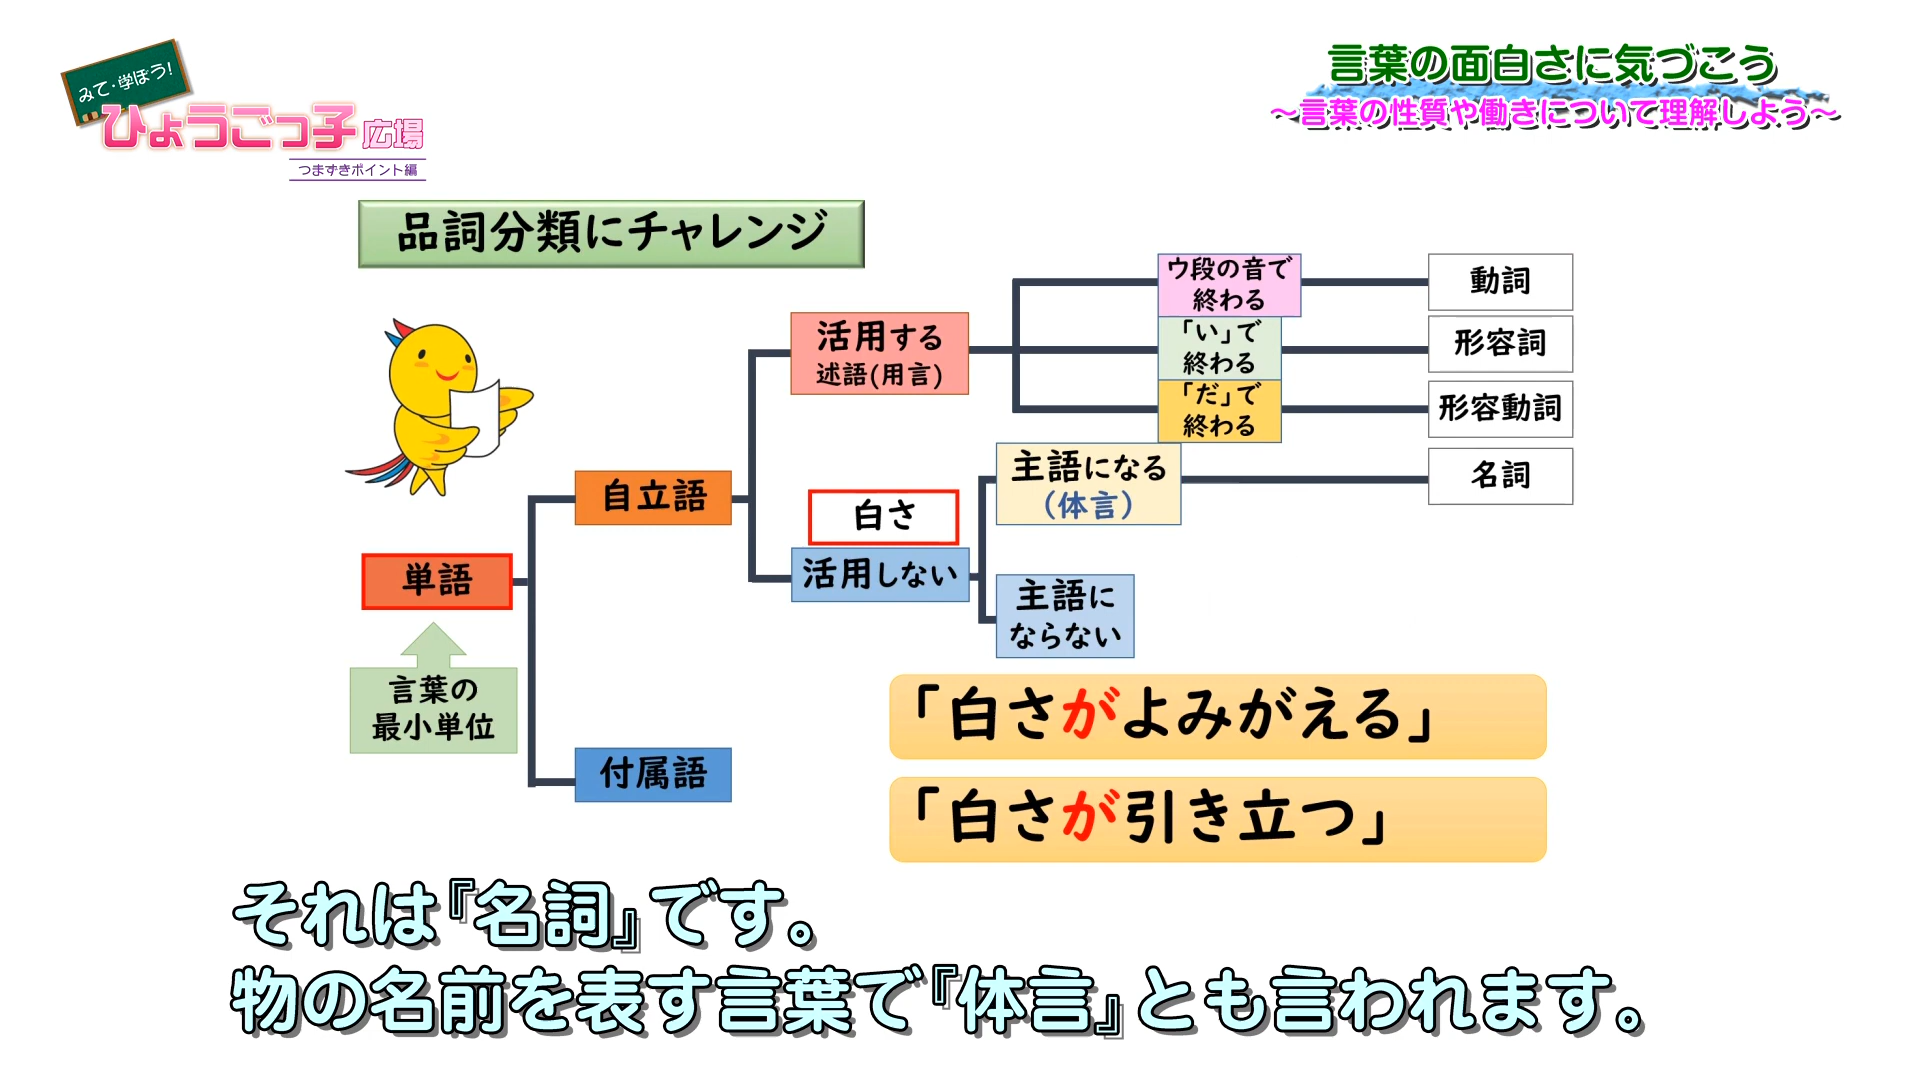 みて・学ぼう!
ひょうごっ子広場
つまずきポイント編
言葉の面白さに気づこう
～言葉の性質や働きについて理解しよう～
品詞分類にチャレンジ
ウ段の音で
終わる
動詞
活用する
述語(用言)
「い」で
終わる
形容詞
「だ」で
終わる
形容動詞
主語になる
(体言)
名詞
自立語
白さ
活用しない
主語に
ならない
単語
言葉の
最小単位
付属語
「白さがよみがえる」
「白さが引き立つ」
それは『名詞』です。
物の名前を表す言葉で『体言』とも言われます。